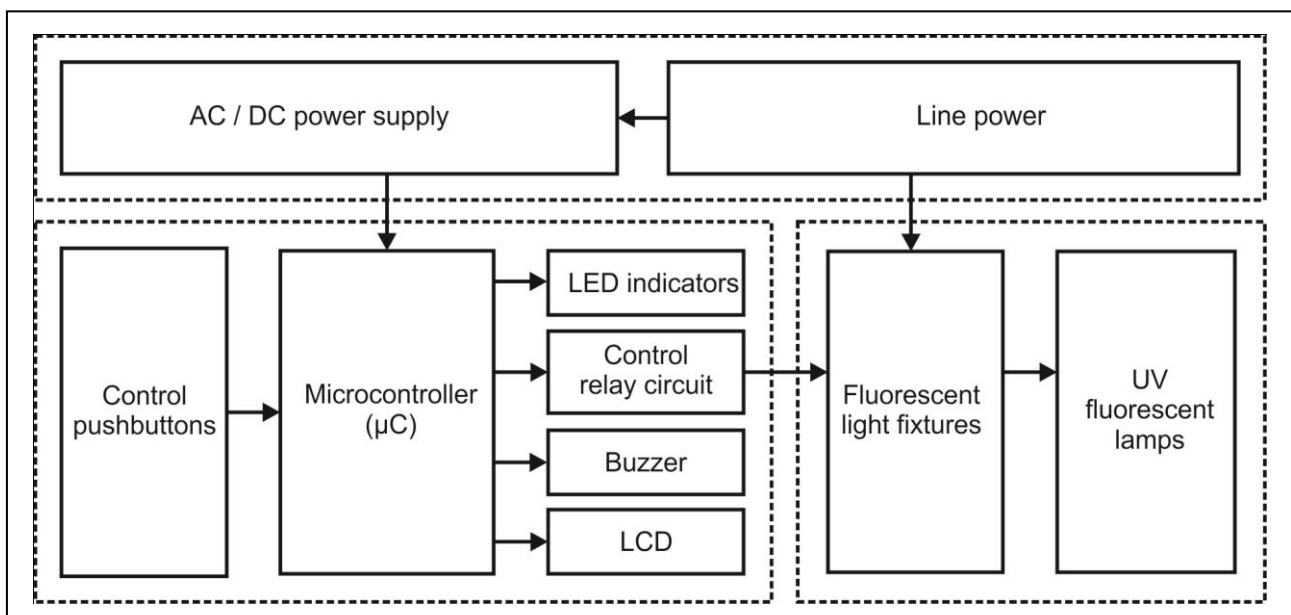 AC / DC power supply
Line power
Control
pushbuttons
Microcontroller
(µC)
LED indicators
Control
relay circuit
Buzzer
LCD
Fluorescent
light fixtures
UV
fluorescent
lamps